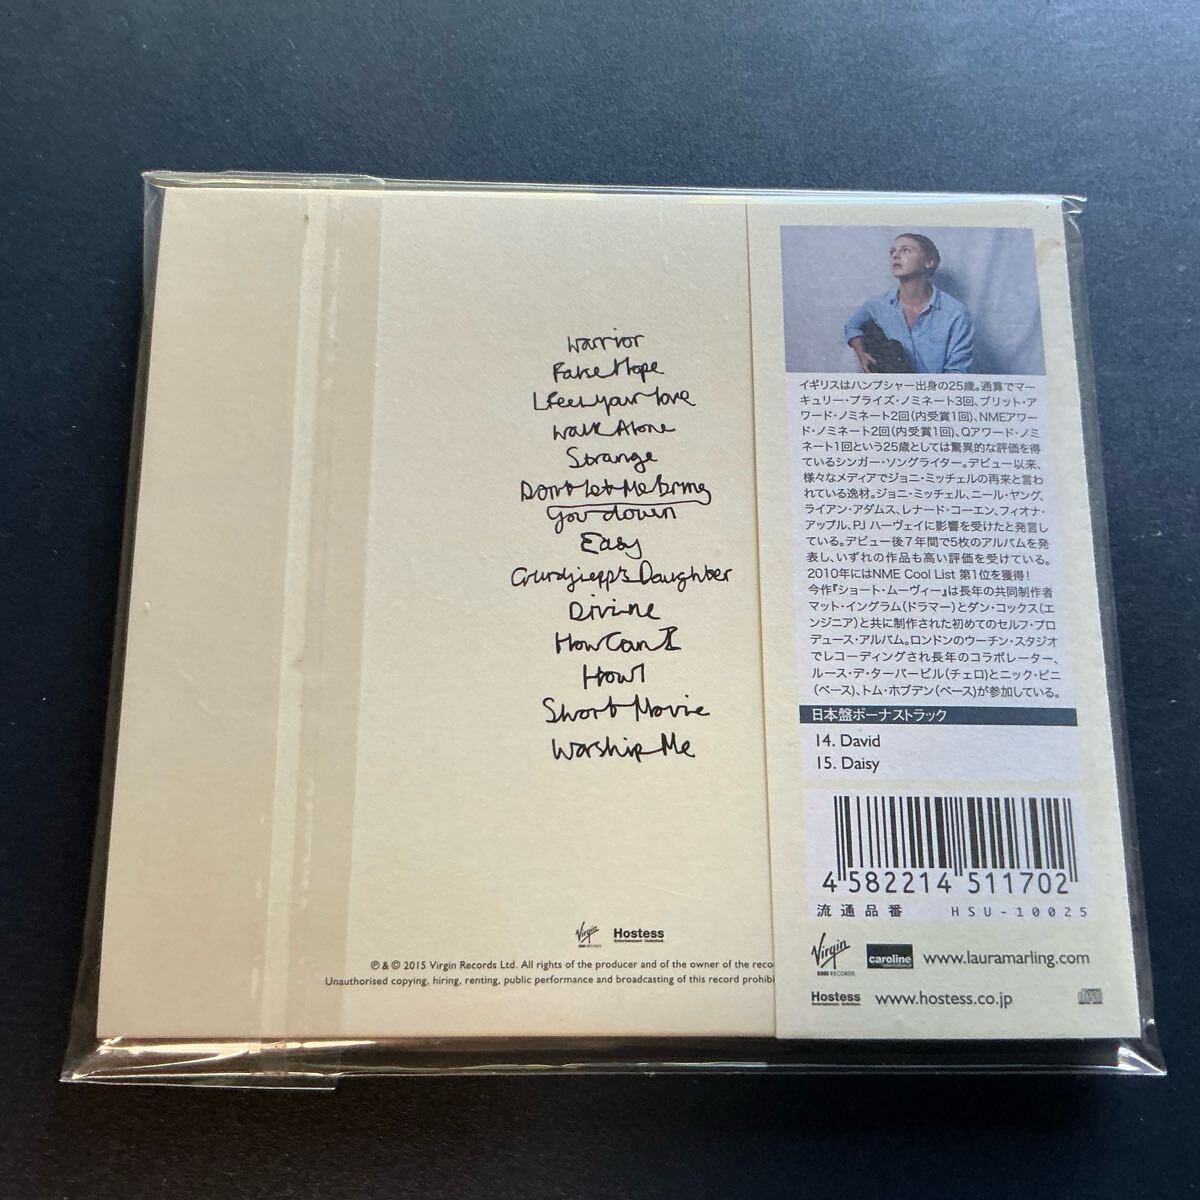 Warrior
False Hope
I Feel Your Love
Walk Alone
Strange
Don't Let Me Bring
You down
Easy
Gurdjieff's Daughter
Divine
How Can I
Howl
Short Movie
Worship Me
Virgin
EMI RECORDS
Hostess
Entertainment Unlimited.
℗ & © 2015 Virgin Records Ltd. All rights of the producer and of the owner of the reco
Unauthorised copying, hiring, renting, public performance and broadcasting of this record prohib
イギリスはハンプシャー出身の25歳。通算でマー
キュリー・プライズ・ノミネート3回、ブリット・ア
ワード・ノミネート2回(内受賞1回)、NMEアワー
ド・ノミネート2回(内受賞1回)、Qアワード・ノミ
ネート1回という25歳としては驚異的な評価を得
ているシンガー・ソングライター。デビュー以来、
様々なメディアでジョニ・ミッチェルの再来と言わ
れている逸材。ジョニ・ミッチェル、ニール・ヤング、
ライアン・アダムス、レナード・コーエン、フィオナ・
アップル、PJ ハーヴェイに影響を受けたと発言し
ている。デビュー後7年間で5枚のアルバムを発
表し、いずれの作品も高い評価を受けている。
2010年にはNME Cool List 第1位を獲得!
今作『ショート・ムーヴィー』は長年の共同制作者
マット・イングラム(ドラマー)とダン・コックス(エ
ンジニア)と共に制作された初めてのセルフ・プロ
デュース・アルバム。ロンドンのウーチン・スタジオ
でレコーディングされ長年のコラボレーター、
ルース・デ・ターバービル(チェロ)とニック・ピニ
(ベース)、トム・ホブデン(ベース)が参加している。
日本盤ボーナストラック
14. David
15. Daisy
4 582214 511702
流通品番 HSU-10025
Virgin
EMI RECORDS
caroline
www.lauramarling.com
Hostess
Entertainment Unlimited.
www.hostess.co.jp